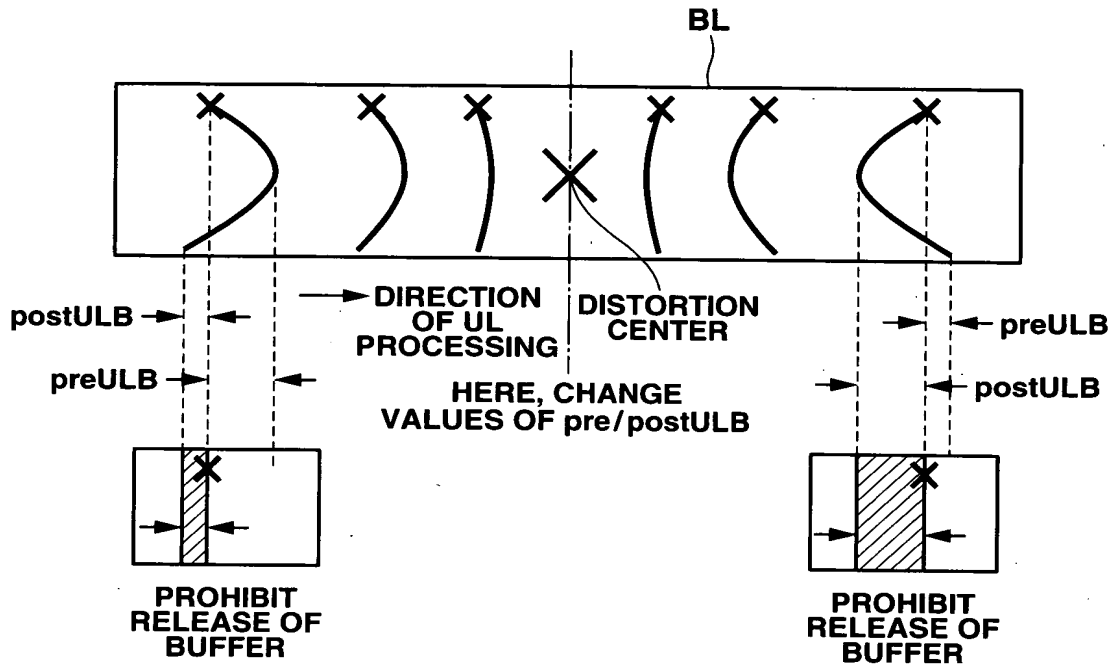 BL
postULB
preULB
DIRECTION
OF UL
PROCESSING
DISTORTION
CENTER
preULB
postULB
HERE, CHANGE
VALUES OF pre/postULB
PROHIBIT
RELEASE OF
BUFFER
PROHIBIT
RELEASE OF
BUFFER